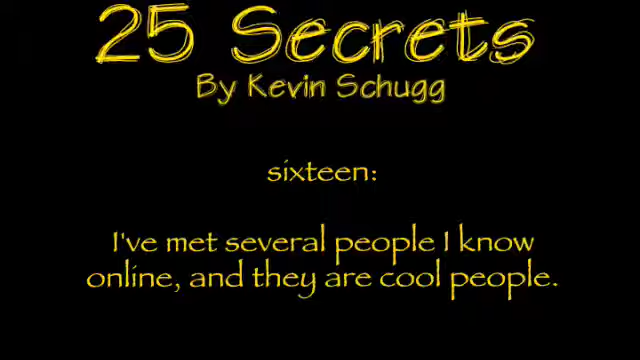 25 Secrets
By Kevin Schugg
sixteen:
I've met several people I know
online, and they are cool people.